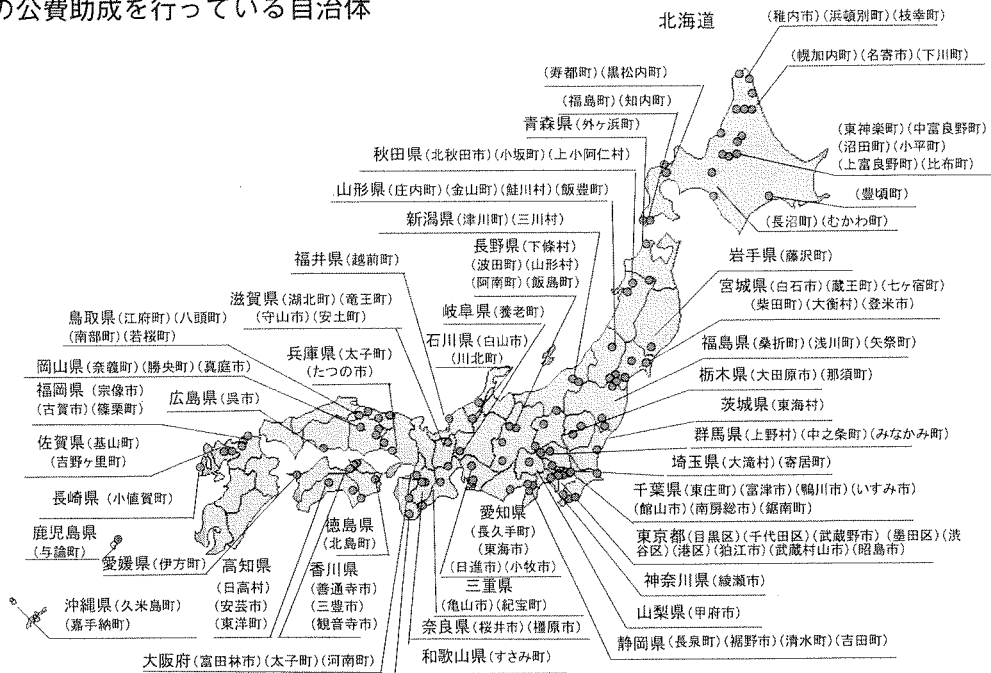 の公費助成を行っている自治体
北海道
(稚内市)(浜頓別町)(枝幸町)
(幌加内町)(名寄市)(下川町)
(寿都町)(黒松内町)
(福島町)(知内町)
青森県(外ヶ浜町)
(東神楽町)(中富良野町)
(沼田町)(小平町)
(上富良野町)(比布町)
秋田県(北秋田市)(小坂町)(上小阿仁村)
山形県(庄内町)(金山町)(鮭川村)(飯豊町)
(豊頃町)
新潟県(津川町)(三川村)
(長沼町)(むかわ町)
長野県(下條村)
(波田町)(山形村)
(阿南町)(飯島町)
岩手県(藤沢町)
福井県(越前町)
宮城県(白石市)(蔵王町)(七ヶ宿町)
(柴田町)(大衡村)(登米市)
滋賀県(湖北町)(竜王町)
(守山市)(安土町)
岐阜県(養老町)
鳥取県(江府町)(八頭町)
(南部町)(若桜町)
石川県(白山市)
(川北町)
福島県(桑折町)(浅川町)(矢祭町)
兵庫県(太子町)
(たつの市)
岡山県(奈義町)(勝央町)(真庭市)
栃木県(大田原市)(那須町)
福岡県(宗像市)
(古賀市)(篠栗町)
広島県(呉市)
茨城県(東海村)
群馬県(上野村)(中之条町)(みなかみ町)
佐賀県(基山町)
(吉野ヶ里町)
埼玉県(大滝村)(寄居町)
千葉県(東庄町)(富津市)(鴨川市)(いすみ市)
(館山市)(南房総市)(鋸南町)
長崎県(小値賀町)
愛知県
(長久手町)
(東海市)
(日進市)(小牧市)
徳島県
(北島町)
鹿児島県
(与論町)
東京都(目黒区)(千代田区)(武蔵野市)(墨田区)(渋
谷区)(港区)(狛江市)(武蔵村山市)(昭島市)
愛媛県(伊方町)
高知県
(日高村)
(安芸市)
(東洋町)
香川県
(善通寺市)
(三豊市)
(観音寺市)
神奈川県(綾瀬市)
三重県
(亀山市)(紀宝町)
沖縄県(久米島町)
(嘉手納町)
山梨県(甲府市)
奈良県(桜井市)(橿原市)
静岡県(長泉町)(裾野市)(清水町)(吉田町)
大阪府(富田林市)(太子町)(河南町)
和歌山県(すさみ町)